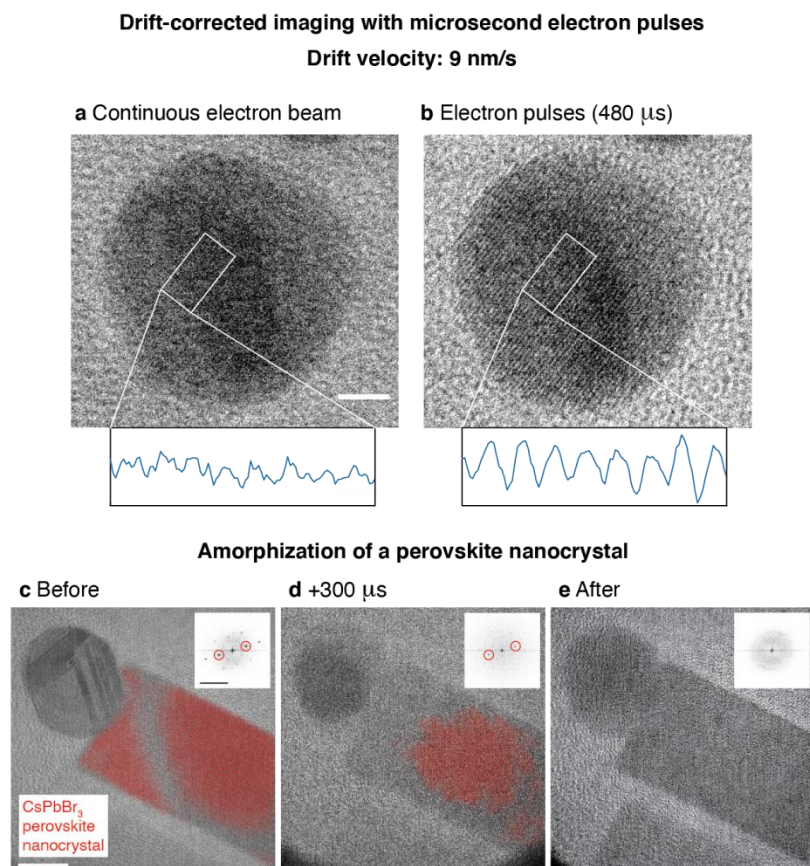 Drift-corrected imaging with microsecond electron pulses
Drift velocity: 9 nm/s
a Continuous electron beam
b Electron pulses (480 μs)
Amorphization of a perovskite nanocrystal
c Before
d +300 μs
e After
CsPbBr₃
perovskite
nanocrystal